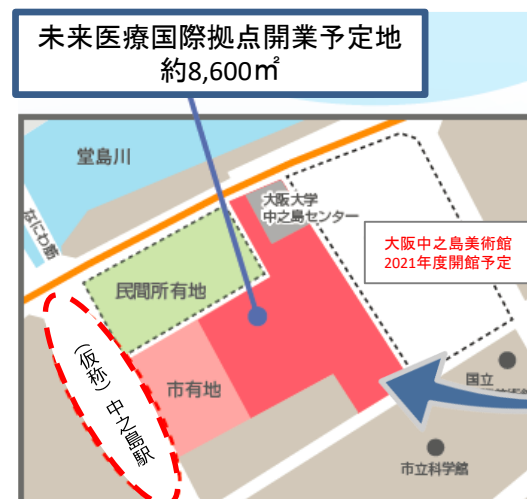 未来医療国際拠点開業予定地
約8,600㎡
堂島川
なにわ筋
大阪大学
中之島センター
大阪中之島美術館
2021年度開館予定
民間所有地
(仮称)中之島駅
市有地
国立
市立科学館